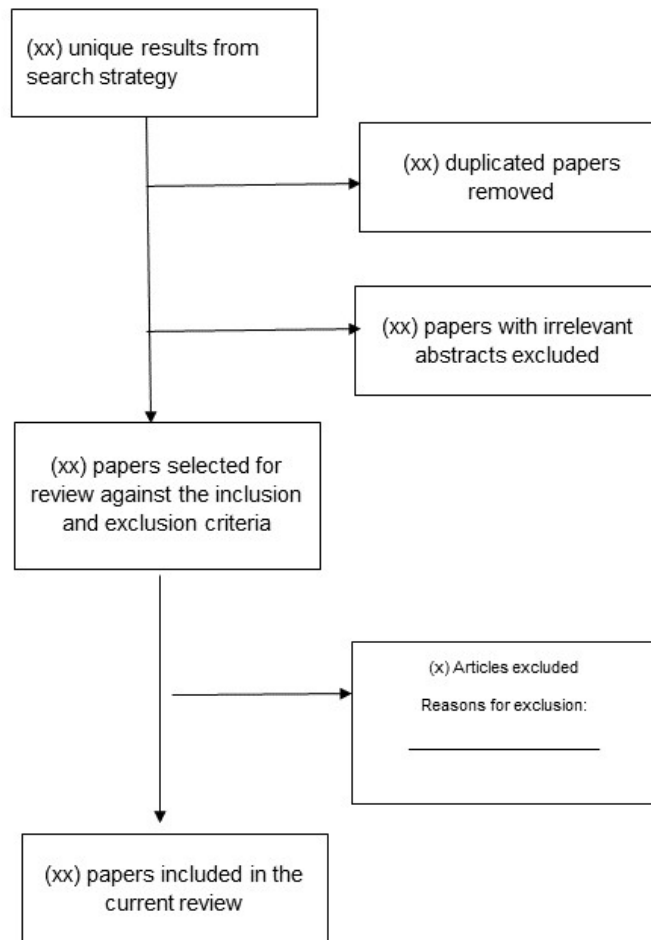 (xx) unique results from
search strategy
(xx) duplicated papers
removed
(xx) papers with irrelevant
abstracts excluded
(xx) papers selected for
review against the inclusion
and exclusion criteria
(x) Articles excluded
Reasons for exclusion:
(xx) papers included in the
current review